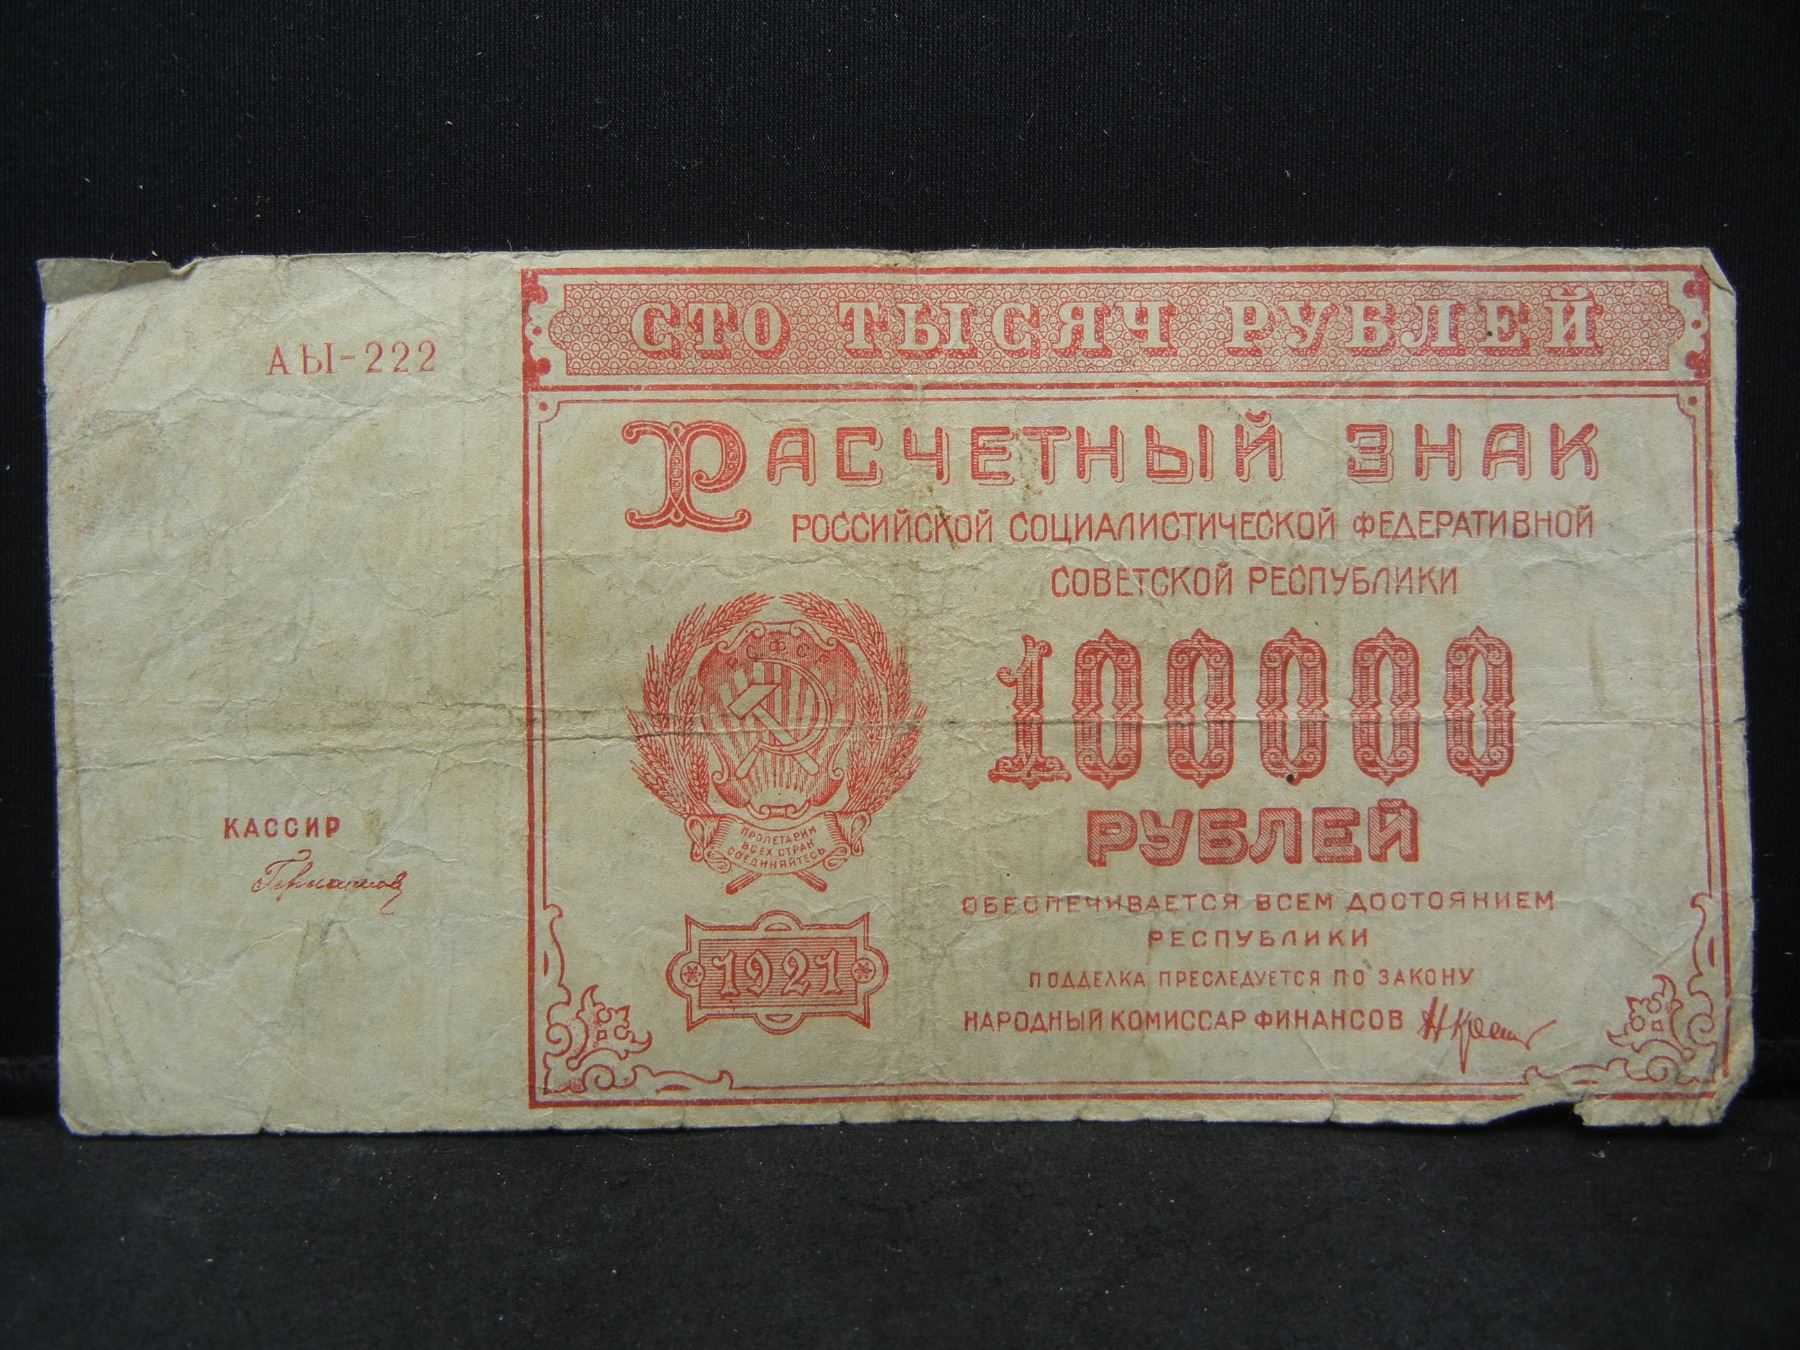 АЫ-222
СТО ТЫСЯЧ РУБЛЕЙ
РАСЧЕТНЫЙ ЗНАК
РОССИЙСКОЙ СОЦИАЛИСТИЧЕСКОЙ ФЕДЕРАТИВНОЙ
СОВЕТСКОЙ РЕСПУБЛИКИ
РСФСР
100000
РУБЛЕЙ
ПРОЛЕТАРИИ
ВСЕХ СТРАН
СОЕДИНЯЙТЕСЬ
КАССИР
ОБЕСПЕЧИВАЕТСЯ ВСЕМ ДОСТОЯНИЕМ
РЕСПУБЛИКИ
1921
ПОДДЕЛКА ПРЕСЛЕДУЕТСЯ ПО ЗАКОНУ
НАРОДНЫЙ КОМИССАР ФИНАНСОВ